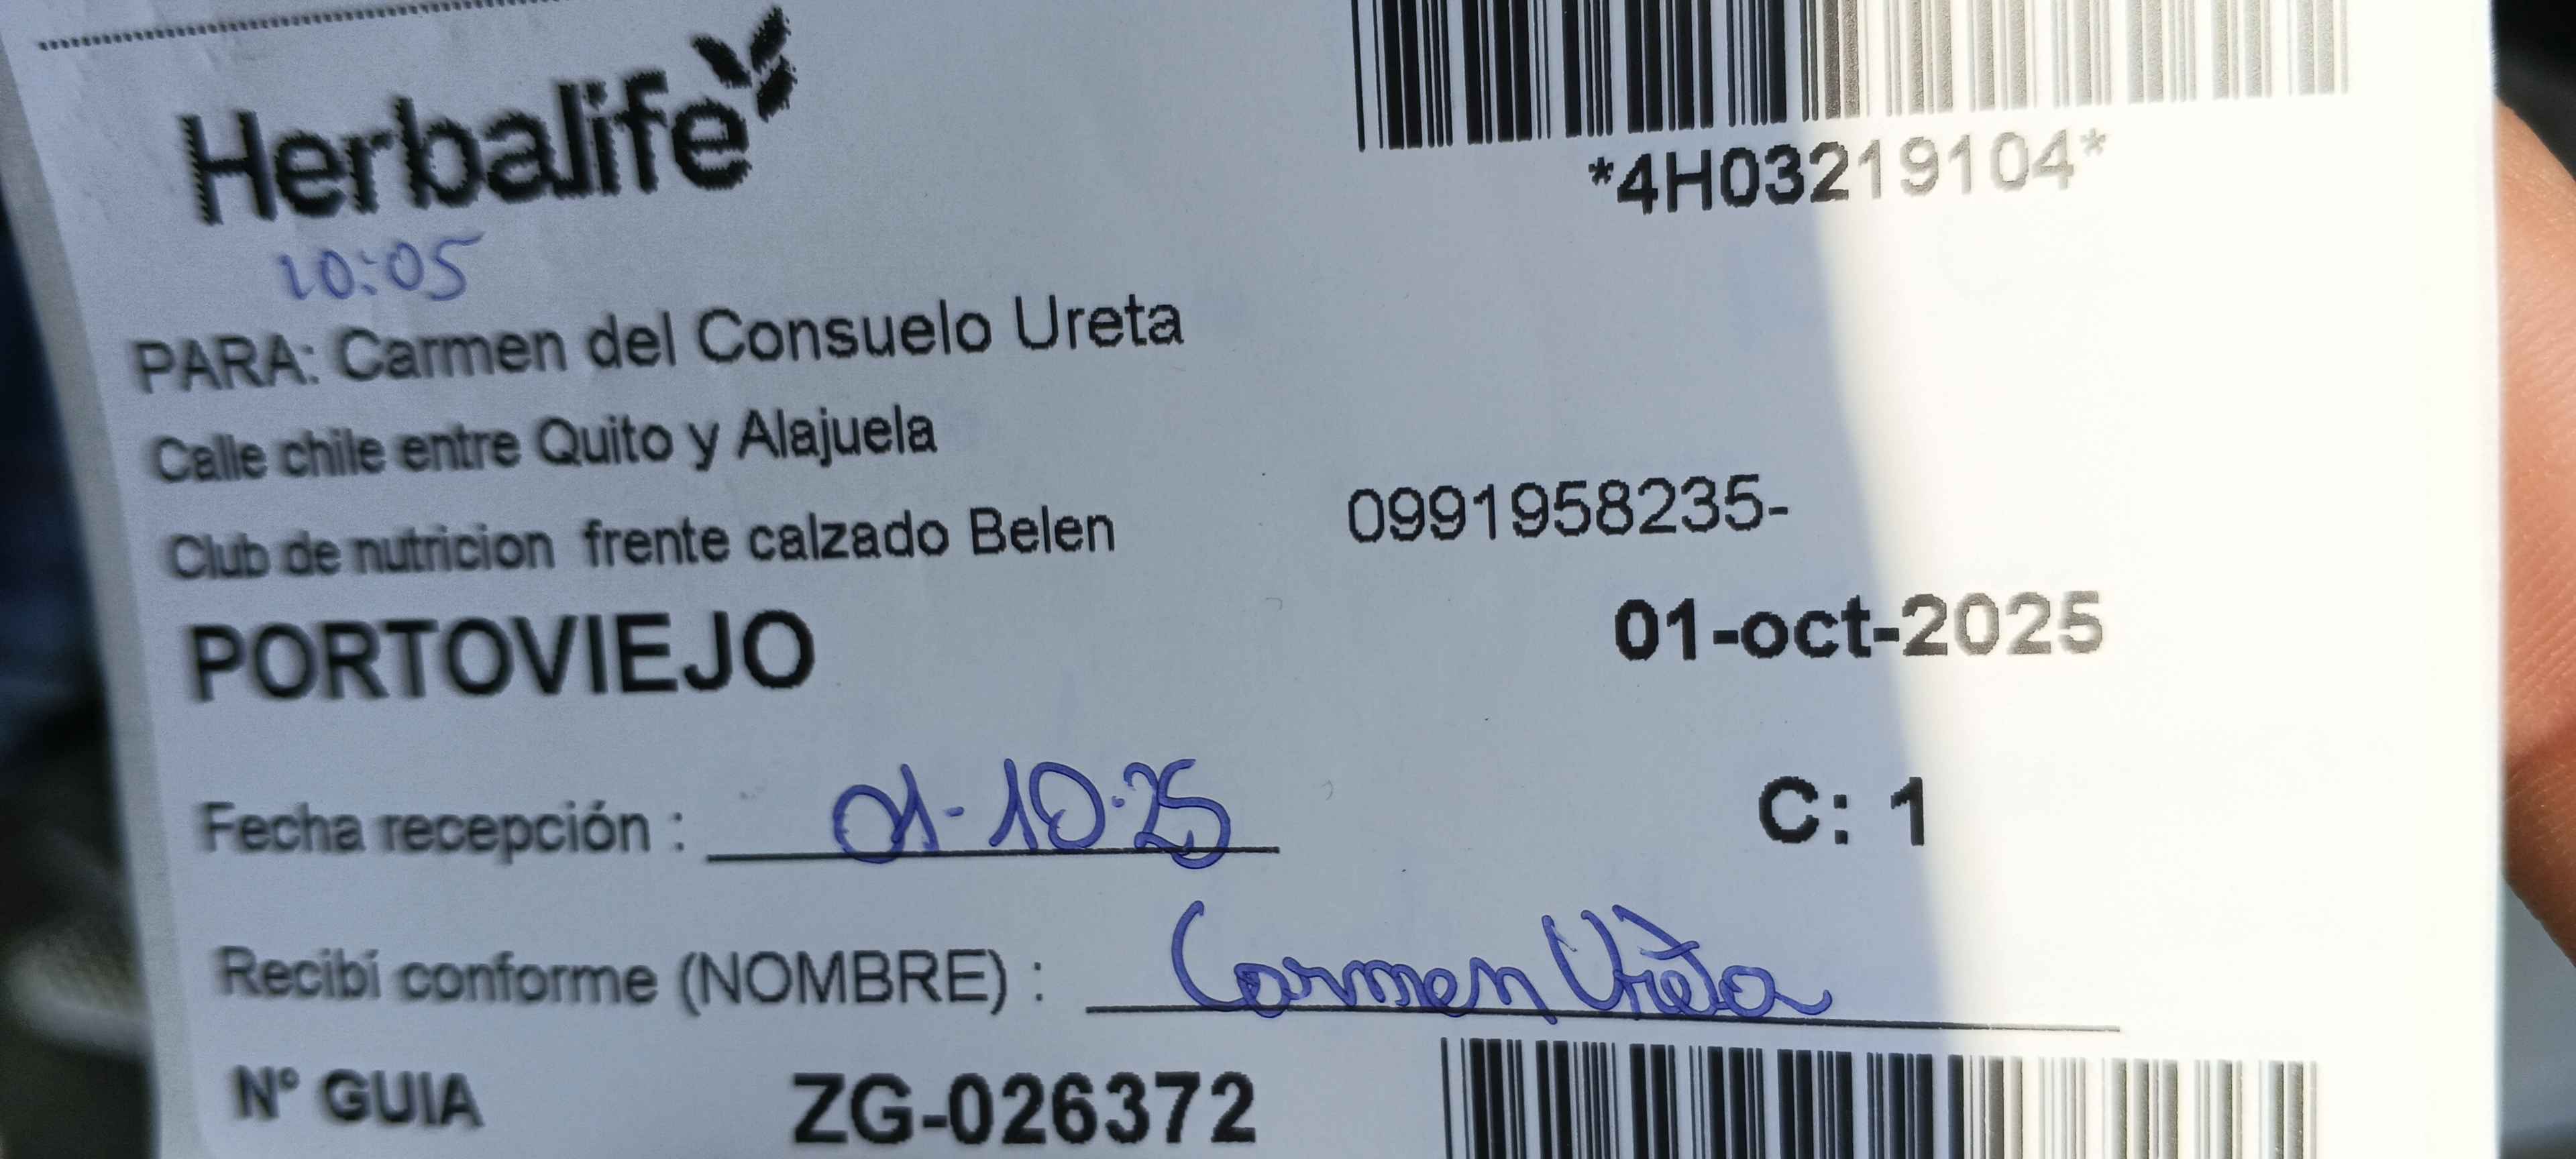 Herbalife
*4H03219104*
10:05
PARA: Carmen del Consuelo Ureta
Calle chile entre Quito y Alajuela
Club de nutricion frente calzado Belen
0991958235-
PORTOVIEJO
01-oct-2025
Fecha recepción : 01-10-25
C: 1
Recibí conforme (NOMBRE) : Carmen Ureta
N° GUIA ZG-026372